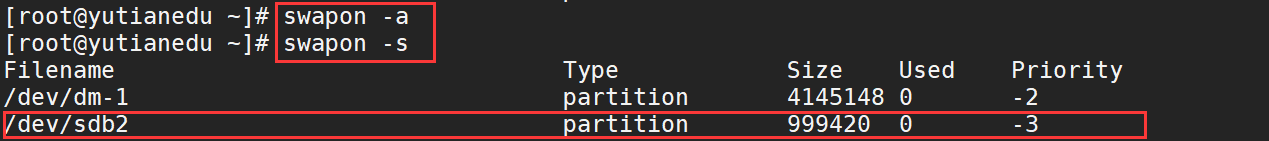 [root@yutianedu ~]# swapon -a
[root@yutianedu ~]# swapon -s
Filename Type Size Used Priority
/dev/dm-1 partition 4145148 0 -2
/dev/sdb2 partition 999420 0 -3